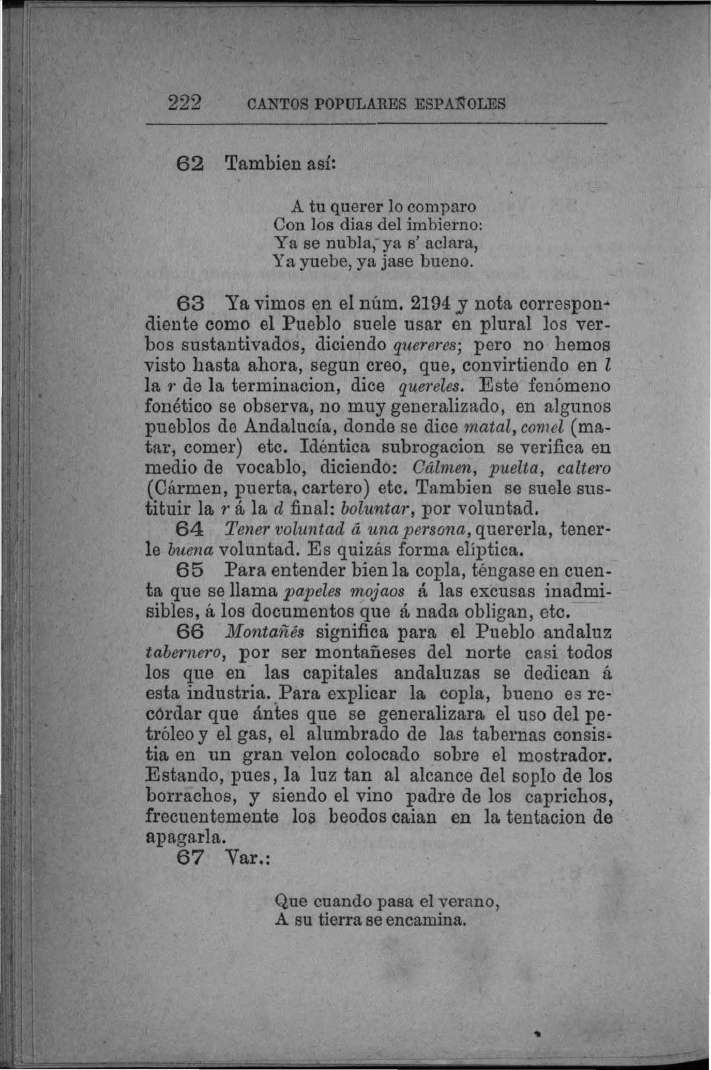 222 CANTOS POPULARES ESPAÑOLES
62 Tambien así:
A tu querer lo comparo
Con los dias del imbierno:
Ya se nubla, ya s' aclara,
Ya yuebe, ya jase bueno.
63 Ya vimos en el núm. 2194 y nota correspon-
diente como el Pueblo suele usar en plural los ver-
bos sustantivados, diciendo quereres; pero no hemos
visto hasta ahora, segun creo, que, convirtiendo en l
la r de la terminacion, dice quereles. Este fenómeno
fonético se observa, no muy generalizado, en algunos
pueblos de Andalucía, donde se dice matal, comel (ma-
tar, comer) etc. Idéntica subrogacion se verifica en
medio de vocablo, diciendo: Cálmen, puelta, caltero
(Cármen, puerta, cartero) etc. Tambien se suele sus-
tituir la r á la d final: boluntar, por voluntad.
64 Tener voluntad á una persona, quererla, tener-
le buena voluntad. Es quizás forma elíptica.
65 Para entender bien la copla, téngase en cuen-
ta que se llama papeles mojaos á las excusas inadmi-
sibles, á los documentos que á nada obligan, etc.
66 Montañés significa para el Pueblo andaluz
tabernero, por ser montañeses del norte casi todos
los que en las capitales andaluzas se dedican á
esta industria. Para explicar la copla, bueno es re-
cordar que ántes que se generalizara el uso del pe-
tróleo y el gas, el alumbrado de las tabernas consis-
tia en un gran velon colocado sobre el mostrador.
Estando, pues, la luz tan al alcance del soplo de los
borrachos, y siendo el vino padre de los caprichos,
frecuentemente los beodos caian en la tentacion de
apagarla.
67 Var.:
Que cuando pasa el verano,
A su tierra se encamina.